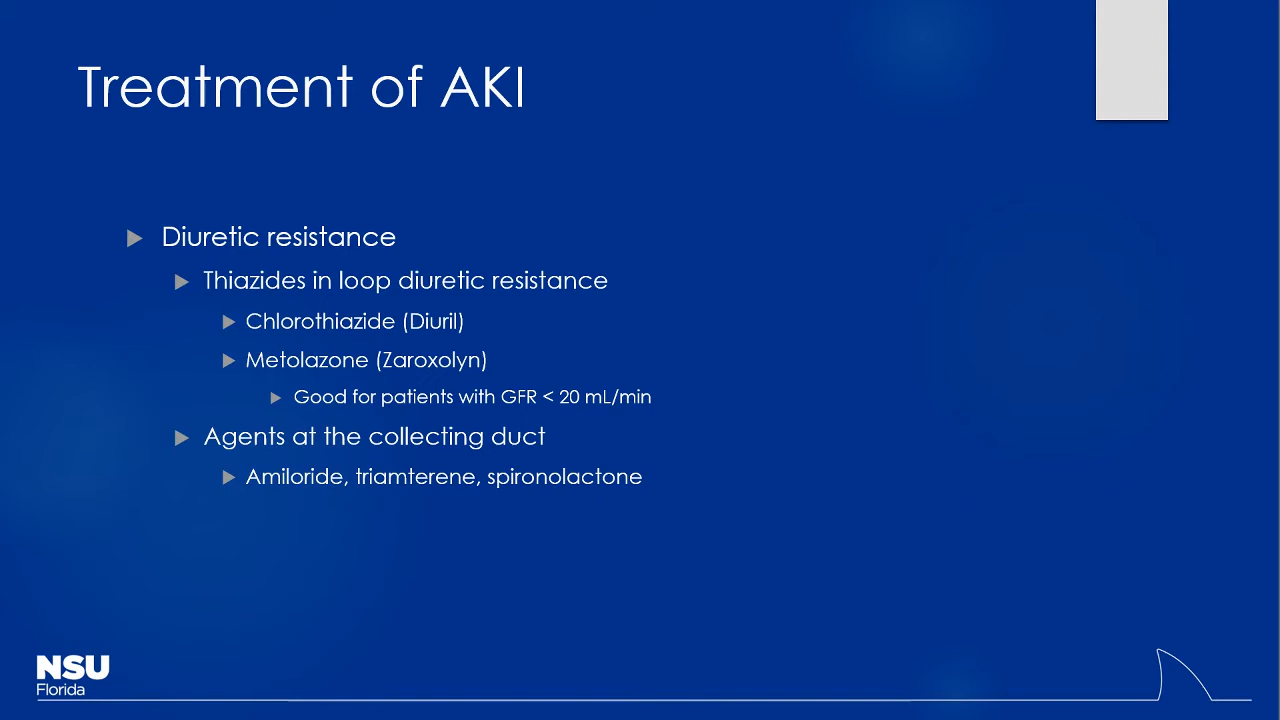 Treatment of AKI
Diuretic resistance
Thiazides in loop diuretic resistance
Chlorothiazide (Diuril)
Metolazone (Zaroxolyn)
Good for patients with GFR < 20 mL/min
Agents at the collecting duct
Amiloride, triamterene, spironolactone
NSU
Florida